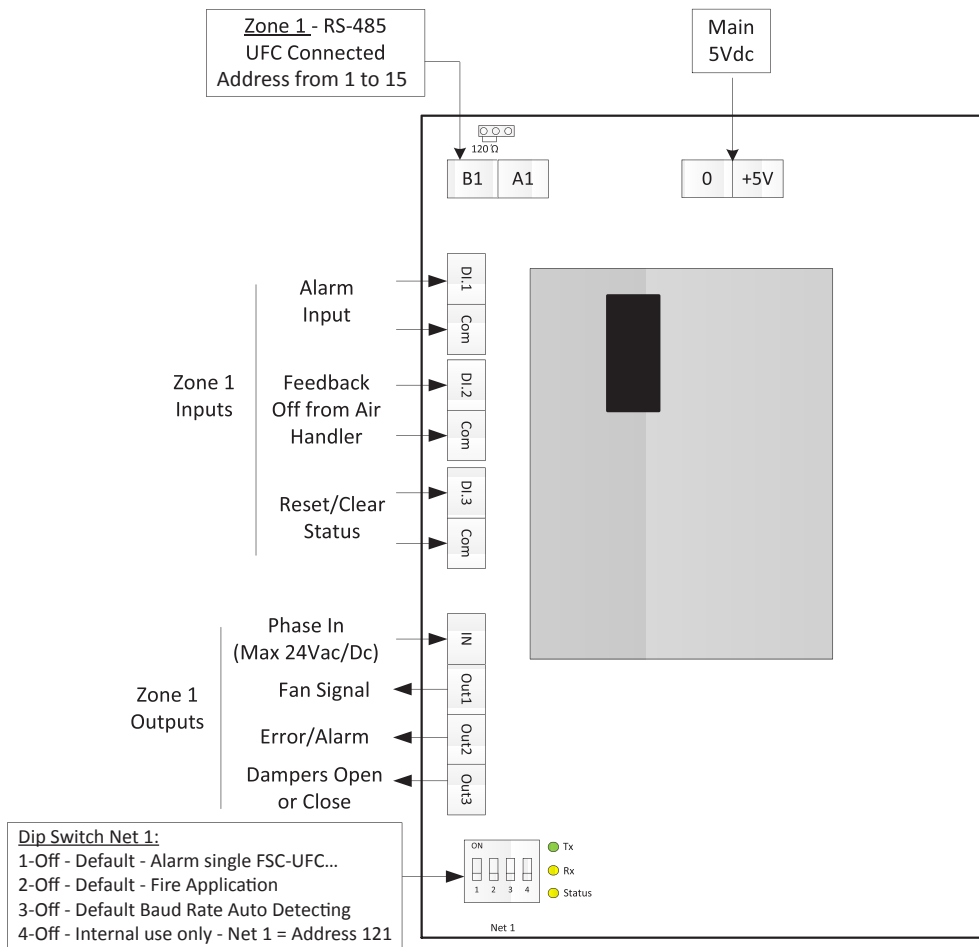 Zone 1 - RS-485
UFC Connected
Address from 1 to 15
Main
5Vdc
120 Ω
B1 A1
0 +5V
Zone 1
Inputs
Alarm
Input
DI.1
Com
Feedback
Off from Air
Handler
DI.2
Com
Reset/Clear
Status
DI.3
Com
Zone 1
Outputs
Phase In
(Max 24Vac/Dc)
IN
Fan Signal
Out1
Error/Alarm
Out2
Dampers Open
or Close
Out3
Dip Switch Net 1:
1-Off - Default - Alarm single FSC-UFC...
2-Off - Default - Fire Application
3-Off - Default Baud Rate Auto Detecting
4-Off - Internal use only - Net 1 = Address 121
ON
1 2 3 4
Tx
Rx
Status
Net 1